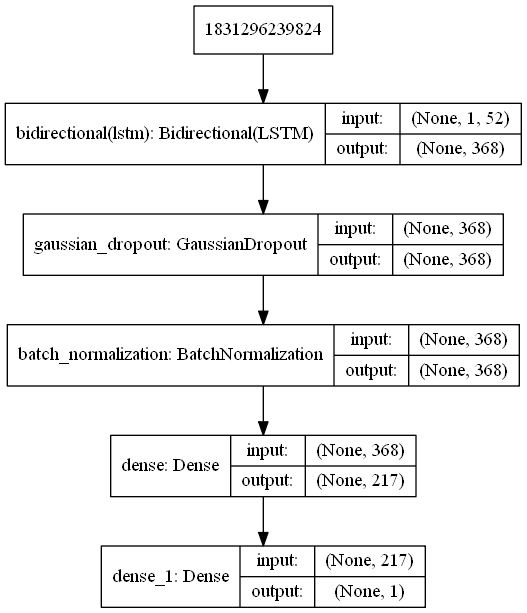 1831296239824
bidirectional(lstm): Bidirectional(LSTM)
input: (None, 1, 52)
output: (None, 368)
gaussian_dropout: GaussianDropout
input: (None, 368)
output: (None, 368)
batch_normalization: BatchNormalization
input: (None, 368)
output: (None, 368)
dense: Dense
input: (None, 368)
output: (None, 217)
dense_1: Dense
input: (None, 217)
output: (None, 1)